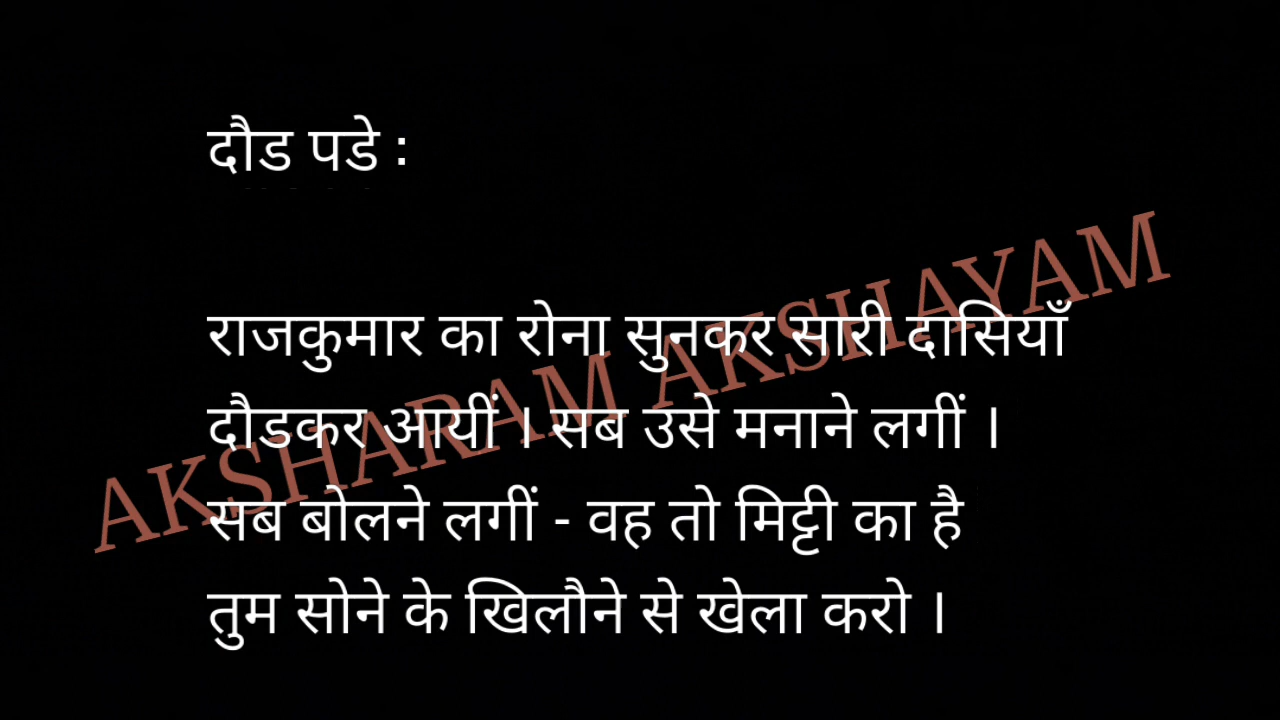 दौड पडे :
राजकुमार का रोना सुनकर सारी दासियाँ
दौडकर आयीं । सब उसे मनाने लगीं ।
सब बोलने लगीं - वह तो मिट्टी का है
तुम सोने के खिलौने से खेला करो ।
AKSHARAM AKSHAYAM